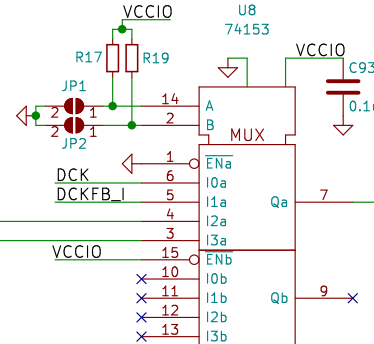 VCCIO
U8
74153
R17
R19
VCCIO
C93
JP1
0.1
2
1
14
A
2
1
2
B
JP2
MUX
1
ENa
DCK
6
I0a
DCKFB_I
5
I1a
Qa
7
4
I2a
3
I3a
VCCIO
15
ENb
10
I0b
11
I1b
Qb
9
12
I2b
13
I3b